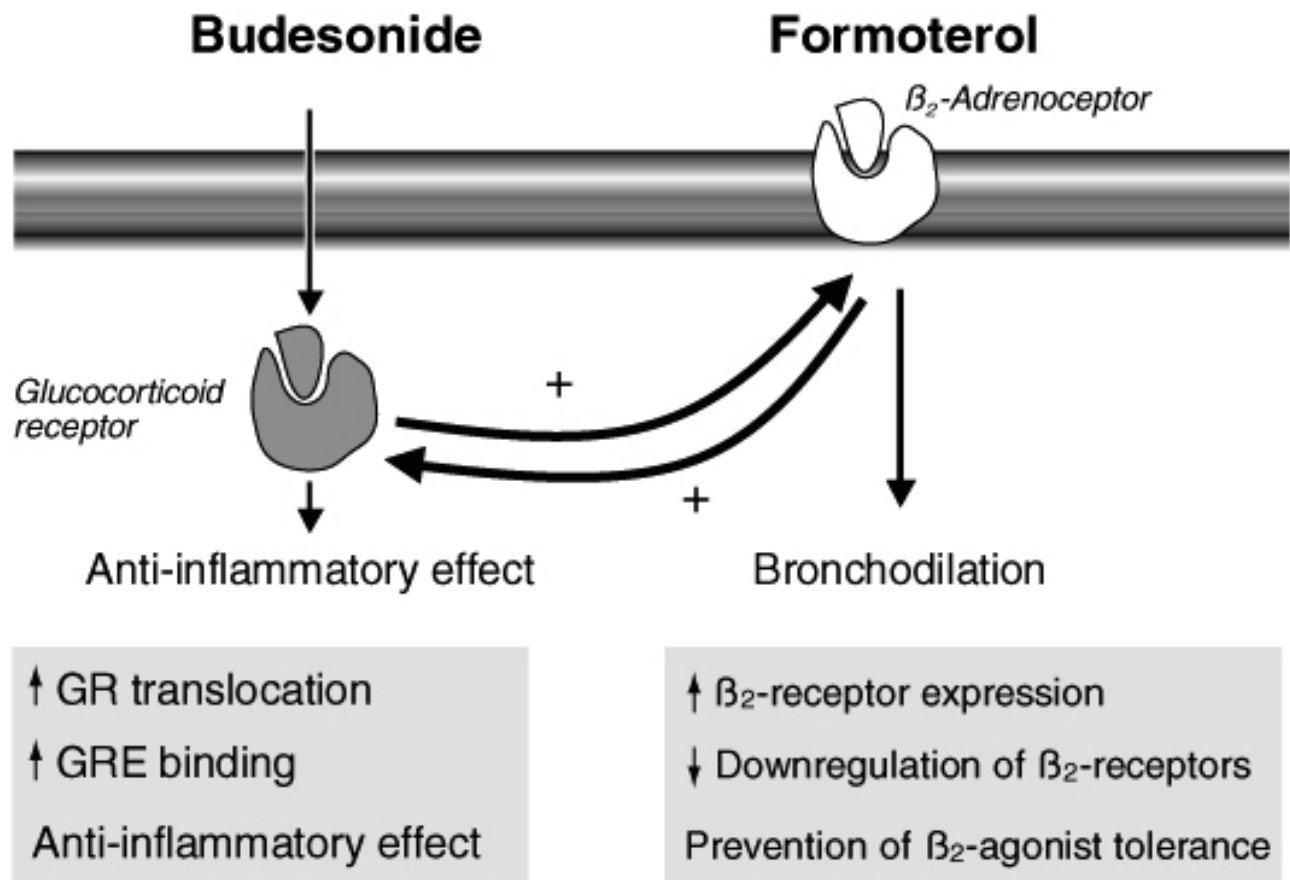 Budesonide
Formoterol
ß₂-Adrenoceptor
Glucocorticoid
receptor
+
+
Anti-inflammatory effect
Bronchodilation
↑ GR translocation
↑ GRE binding
Anti-inflammatory effect
↑ ß₂-receptor expression
↓ Downregulation of ß₂-receptors
Prevention of ß₂-agonist tolerance